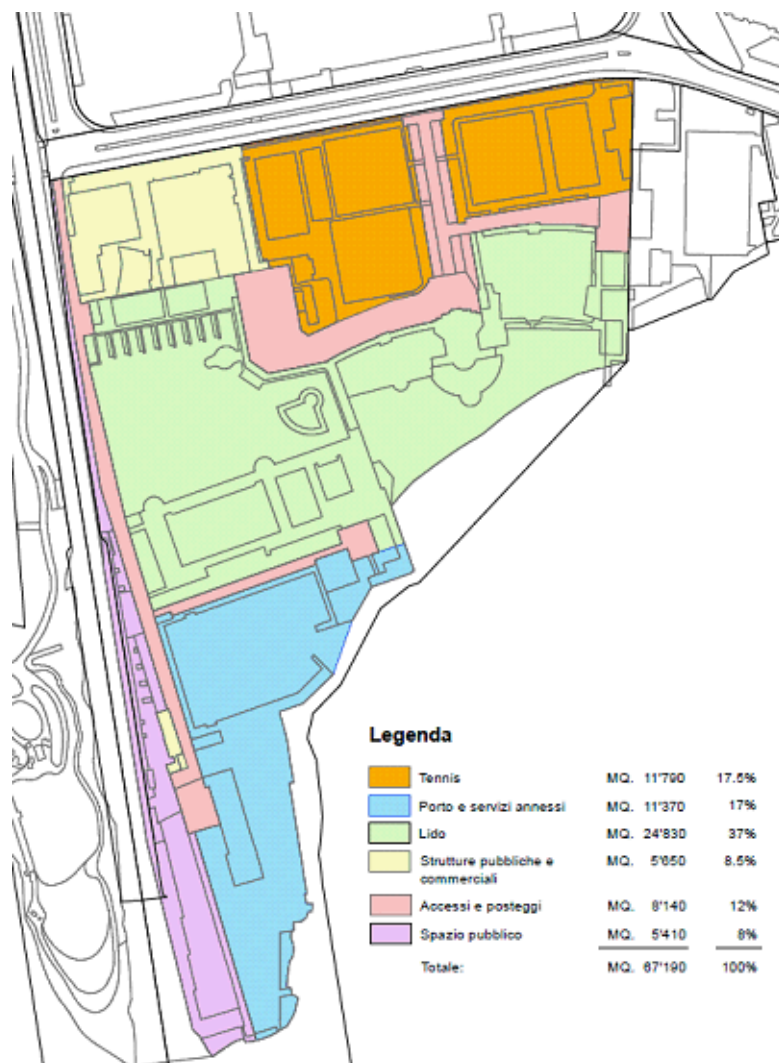 Legenda
Tennis MQ. 11'790 17.5%
Porto e servizi annessi MQ. 11'370 17%
Lido MQ. 24'830 37%
Strutture pubbliche e MQ. 5'650 8.5%
commerciali
Accessi e posteggi MQ. 8'140 12%
Spazio pubblico MQ. 5'410 8%
Totale: MQ. 67'190 100%